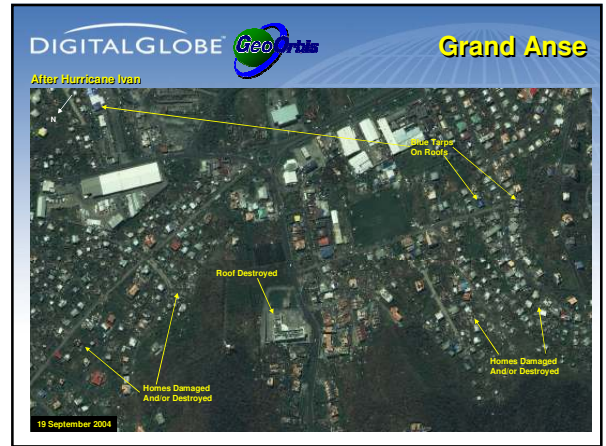 DIGITALGLOBE
GeoOrbis
Grand Anse
After Hurricane Ivan
N
Blue Tarps
On Roofs
Roof Destroyed
Homes Damaged
And/or Destroyed
Homes Damaged
And/or Destroyed
19 September 2004